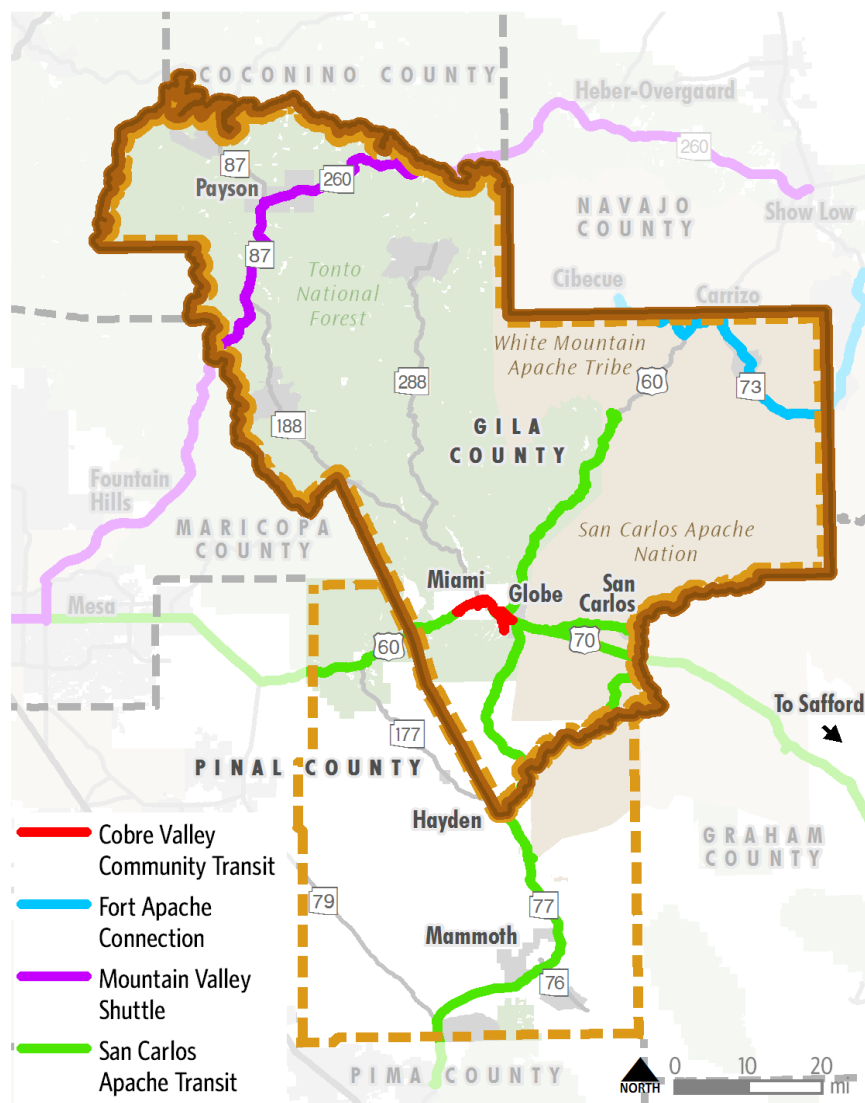 COCONINO COUNTY
Heber-Overgaard
87
Payson
260
260
NAVAJO
COUNTY
Show Low
87
Tonto
National
Forest
Cibecue
Carrizo
White Mountain
Apache Tribe
60
73
288
188
GILA
COUNTY
Fountain
Hills
MARICOPA
COUNTY
San Carlos Apache
Nation
Miami
Globe
San
Carlos
Mesa
60
70
To Safford
177
PINAL COUNTY
Hayden
GRAHAM
COUNTY
79
77
Mammoth
76
PIMA COUNTY
Cobre Valley
Community Transit
Fort Apache
Connection
Mountain Valley
Shuttle
San Carlos
Apache Transit
NORTH
0 10 20
mi